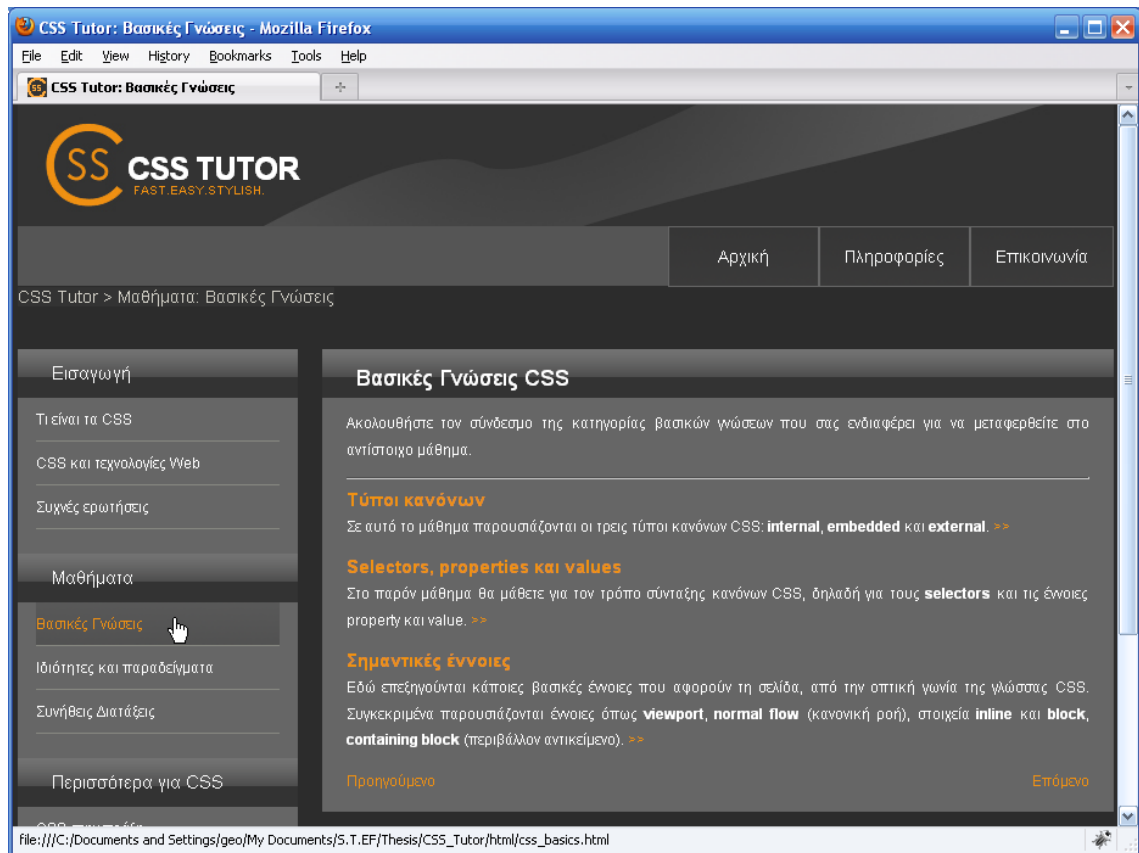 CSS Tutor: Βασικές Γνώσεις - Mozilla Firefox
File Edit View History Bookmarks Tools Help
CSS Tutor: Βασικές Γνώσεις
CSS CSS TUTOR
FAST.EASY.STYLISH.
Αρχική Πληροφορίες Επικοινωνία
CSS Tutor > Μαθήματα: Βασικές Γνώσεις
Εισαγωγή
Τι είναι τα CSS
CSS και τεχνολογίες Web
Συχνές ερωτήσεις
Μαθήματα
Βασικές Γνώσεις
Ιδιότητες και παραδείγματα
Συνήθεις Διατάξεις
Περισσότερα για CSS
Βασικές Γνώσεις CSS
Ακολουθήστε τον σύνδεσμο της κατηγορίας βασικών γνώσεων που σας ενδιαφέρει για να μεταφερθείτε στο
αντίστοιχο μάθημα.
Τύποι κανόνων
Σε αυτό το μάθημα παρουσιάζονται οι τρεις τύποι κανόνων CSS: internal, embedded και external. >>
Selectors, properties και values
Στο παρόν μάθημα θα μάθετε για τον τρόπο σύνταξης κανόνων CSS, δηλαδή για τους selectors και τις έννοιες
property και value. >>
Σημαντικές έννοιες
Εδώ επεξηγούνται κάποιες βασικές έννοιες που αφορούν τη σελίδα, από την οπτική γωνία της γλώσσας CSS.
Συγκεκριμένα παρουσιάζονται έννοιες όπως viewport, normal flow (κανονική ροή), στοιχεία inline και block,
containing block (περιβάλλον αντικείμενο). >>
Προηγούμενο Επόμενο
file:///C:/Documents and Settings/geo/My Documents/S.T.EF/Thesis/CSS_Tutor/html/css_basics.html